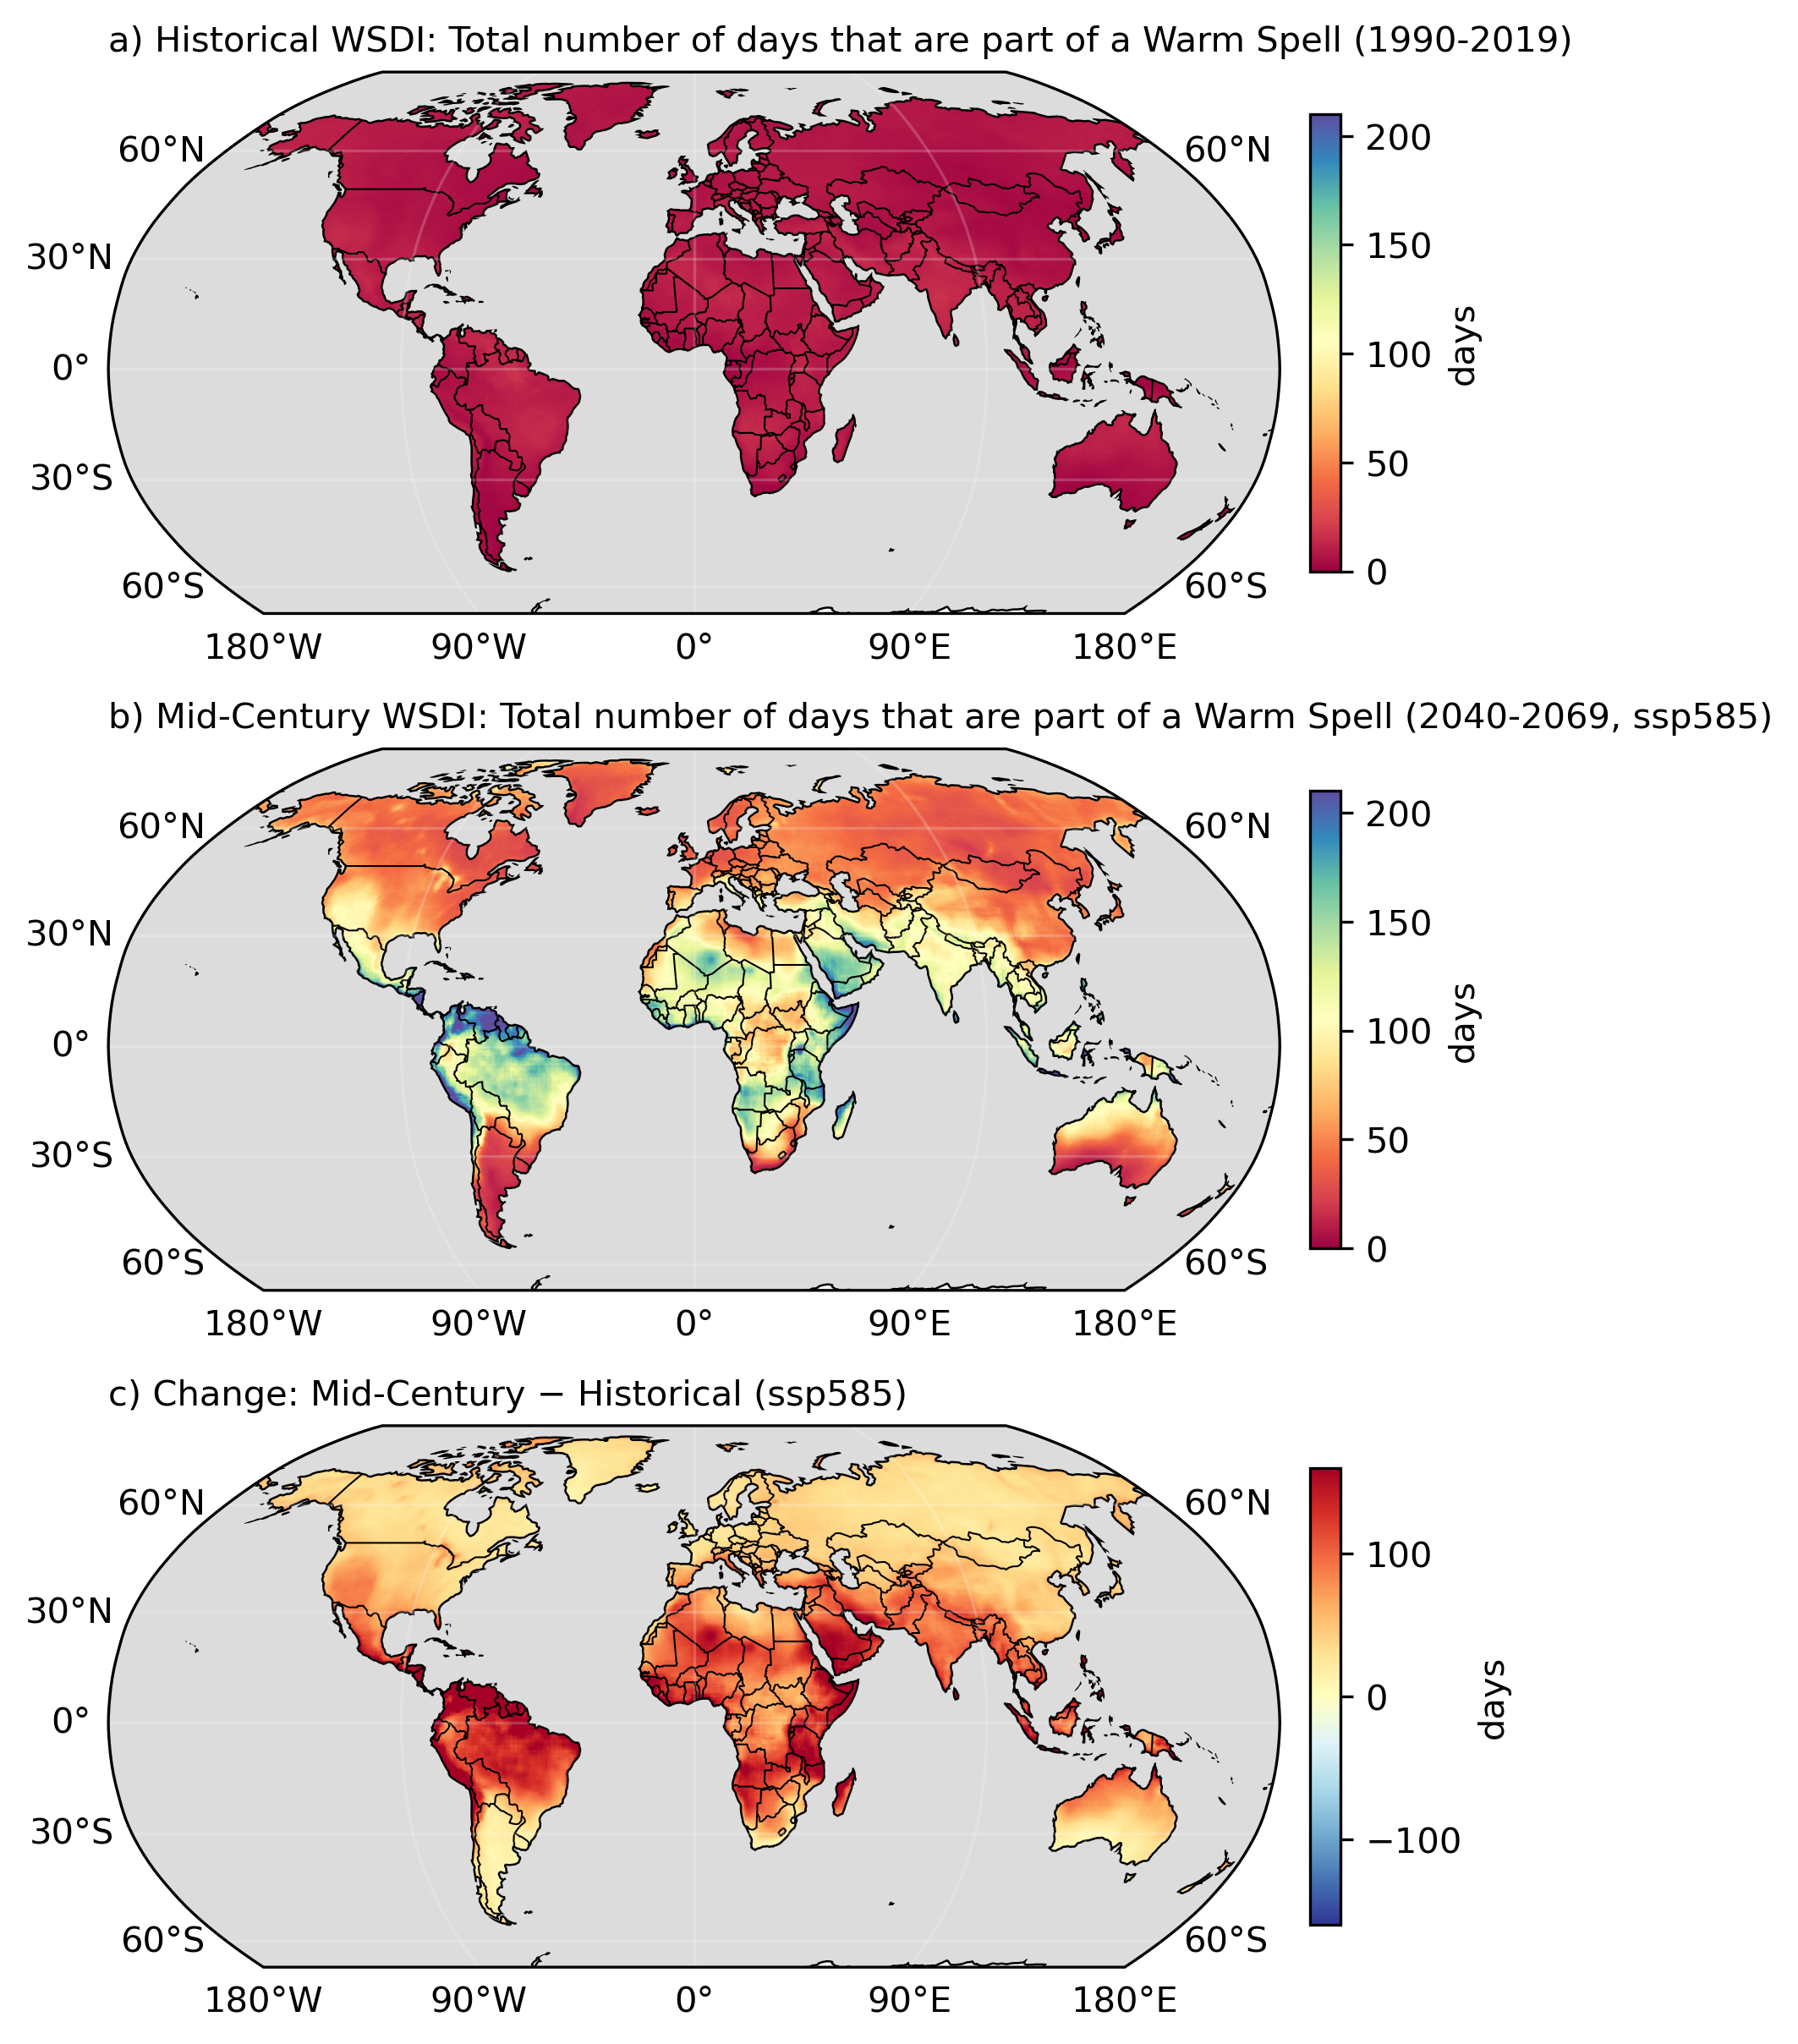 a) Historical WSDI: Total number of days that are part of a Warm Spell (1990-2019)
60°N
60°N
30°N
0°
30°S
60°S
60°S
180°W
90°W
0°
90°E
180°E
200
150
100
50
0
days
b) Mid-Century WSDI: Total number of days that are part of a Warm Spell (2040-2069, ssp585)
60°N
60°N
30°N
0°
30°S
60°S
60°S
180°W
90°W
0°
90°E
180°E
200
150
100
50
0
days
c) Change: Mid-Century − Historical (ssp585)
60°N
60°N
30°N
0°
30°S
60°S
60°S
180°W
90°W
0°
90°E
180°E
100
0
−100
days